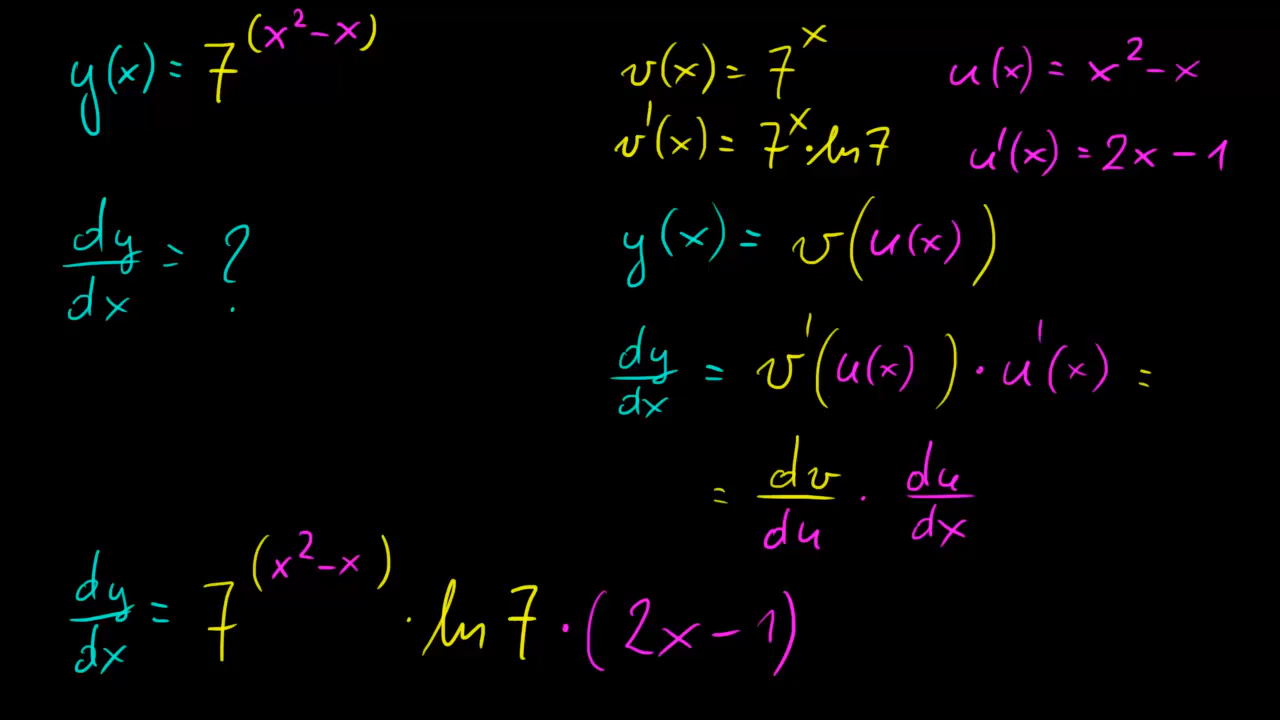 y(x) = 7^(x² - x)
dy/dx = ?
v(x) = 7^x
u(x) = x² - x
v'(x) = 7^x · ln 7
u'(x) = 2x - 1
y(x) = v(u(x))
dy/dx = v'(u(x)) · u'(x) =
= dv/du · du/dx
dy/dx = 7^(x² - x) · ln 7 · (2x - 1)